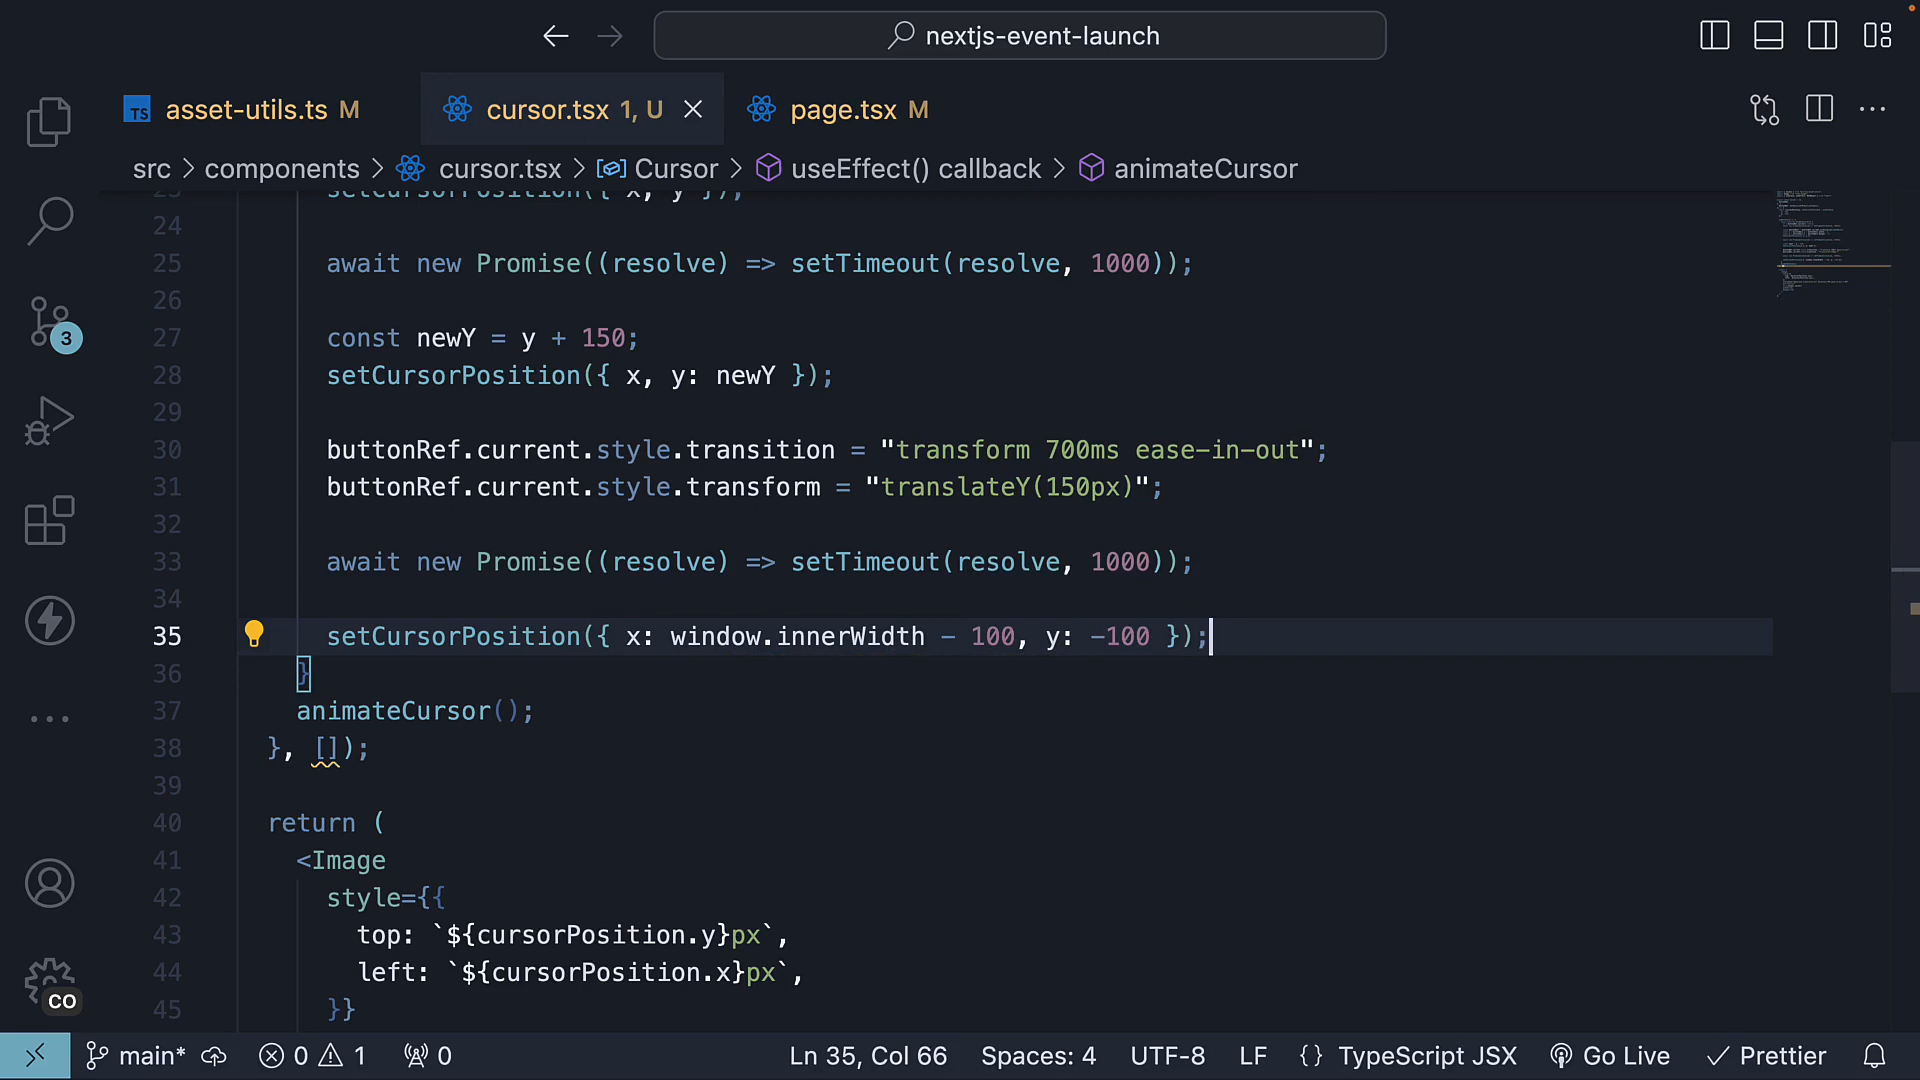 nextjs-event-launch
asset-utils.ts M
cursor.tsx 1, U
page.tsx M
src > components > cursor.tsx > Cursor > useEffect() callback > animateCursor
23 setCursorPosition({ x, y });
24
25 await new Promise((resolve) => setTimeout(resolve, 1000));
26
27 const newY = y + 150;
28 setCursorPosition({ x, y: newY });
29
30 buttonRef.current.style.transition = "transform 700ms ease-in-out";
31 buttonRef.current.style.transform = "translateY(150px)";
32
33 await new Promise((resolve) => setTimeout(resolve, 1000));
34
35 setCursorPosition({ x: window.innerWidth - 100, y: -100 });
36 }
37 animateCursor();
38 }, []);
39
40 return (
41 <Image
42 style={{
43 top: `${cursorPosition.y}px`,
44 left: `${cursorPosition.x}px`,
45 }}
3
CO
main* 0 1 0 Ln 35, Col 66 Spaces: 4 UTF-8 LF {} TypeScript JSX Go Live Prettier